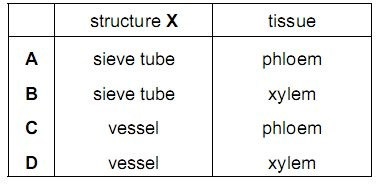 structure X tissue
A sieve tube phloem
B sieve tube xylem
C vessel phloem
D vessel xylem